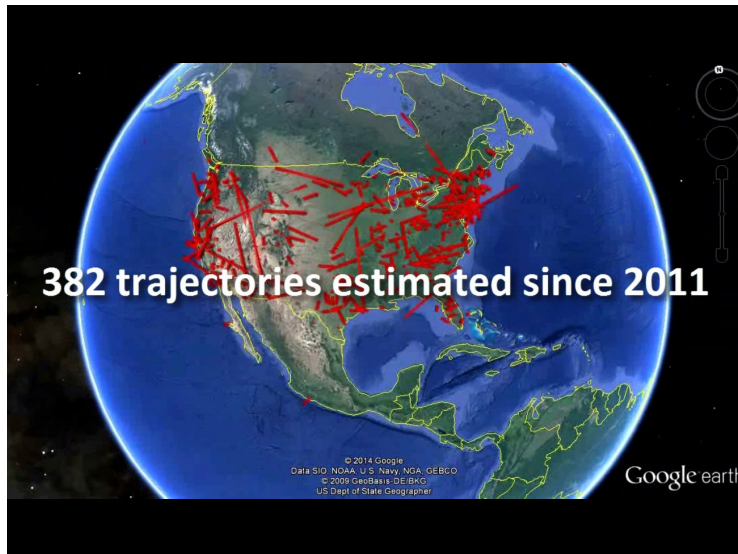 N
382 trajectories estimated since 2011
© 2014 Google
Data SIO, NOAA, U.S. Navy, NGA, GEBCO
© 2009 GeoBasis-DE/BKG
US Dept of State Geographer
Google earth